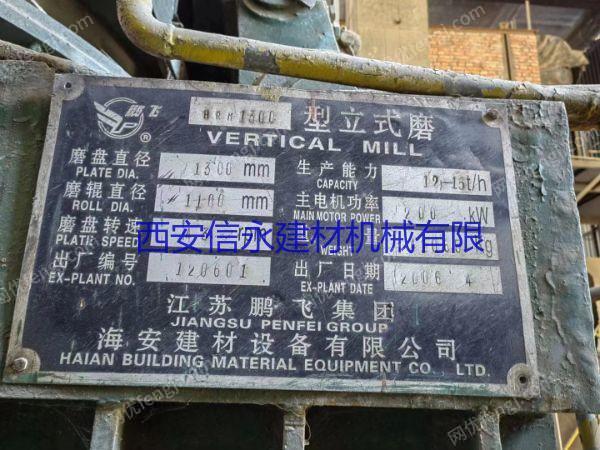 鹏飞 ®
HRM1300 型立式磨
VERTICAL MILL
磨盘直径 1300 mm 生产能力 12-15t/h
PLATE DIA. CAPACITY
磨辊直径 1100 mm 主电机功率 200 kW
ROLL DIA. MAIN MOTOR POWER
磨盘转速
PLATE SPEED WEIGHT kg
西安信永建材机械有限
出厂编号 120601 出厂日期 2006 4
EX-PLANT NO. EX-PLANT DATE
江苏鹏飞集团
JIANGSU PENFEI GROUP
海安建材设备有限公司
HAIAN BUILDING MATERIAL EQUIPMENT CO. LTD.